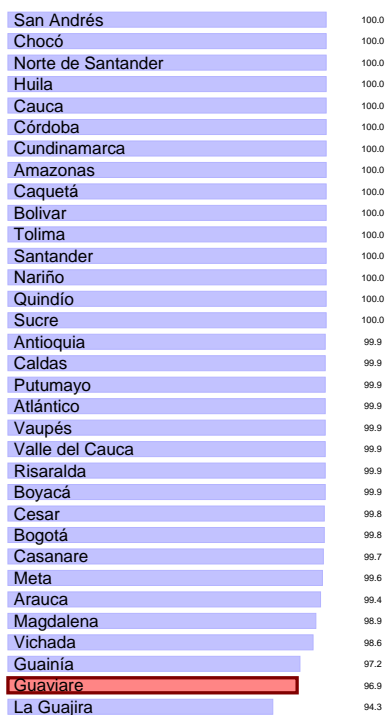 San Andrés 100.0
Chocó 100.0
Norte de Santander 100.0
Huila 100.0
Cauca 100.0
Córdoba 100.0
Cundinamarca 100.0
Amazonas 100.0
Caquetá 100.0
Bolivar 100.0
Tolima 100.0
Santander 100.0
Nariño 100.0
Quindío 100.0
Sucre 100.0
Antioquia 99.9
Caldas 99.9
Putumayo 99.9
Atlántico 99.9
Vaupés 99.9
Valle del Cauca 99.9
Risaralda 99.9
Boyacá 99.9
Cesar 99.8
Bogotá 99.8
Casanare 99.7
Meta 99.6
Arauca 99.4
Magdalena 98.9
Vichada 98.6
Guainía 97.2
Guaviare 96.9
La Guajira 94.3